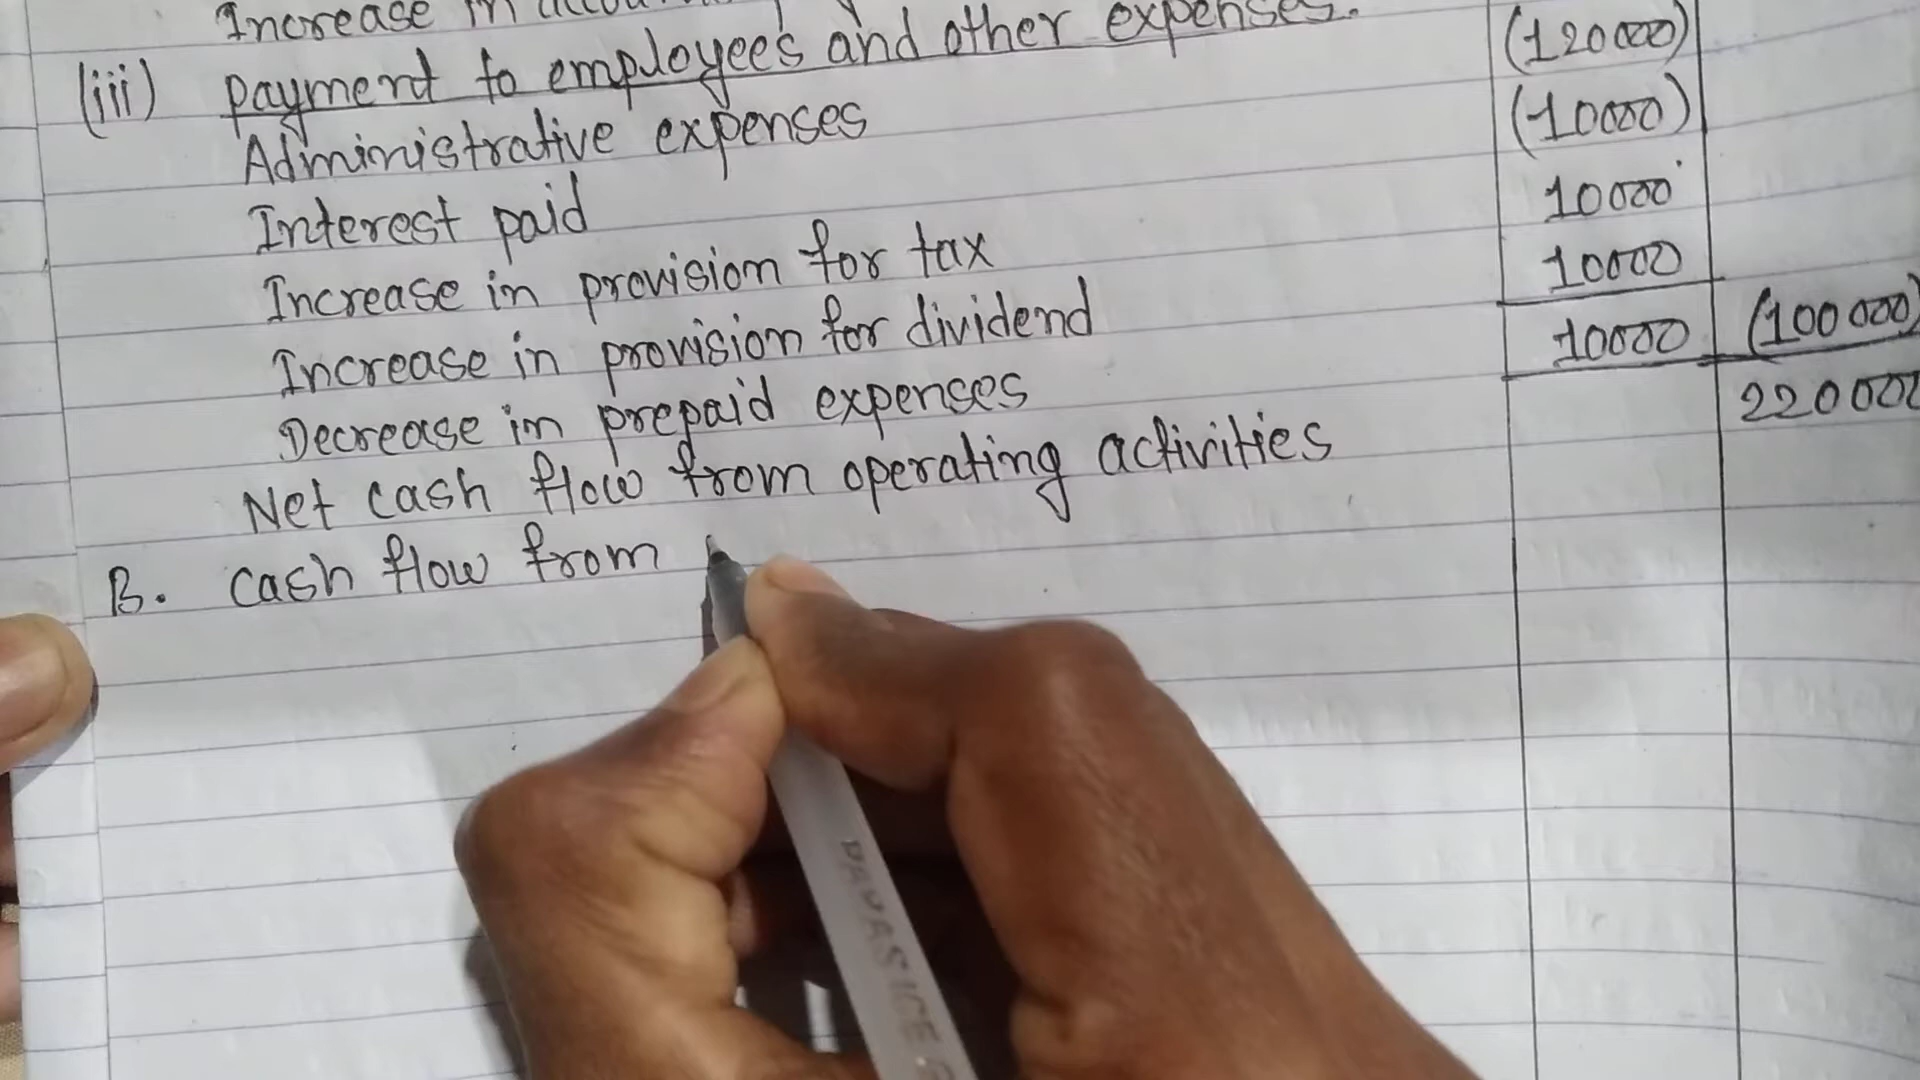 Increase in
(iii) payment to employees and other expenses.
Administrative expenses (120000)
Interest paid (10000)
Increase in provision for tax 10000
Increase in provision for dividend 10000
Decrease in prepaid expenses 10000 (100000)
Net cash flow from operating activities 220000
B. cash flow from